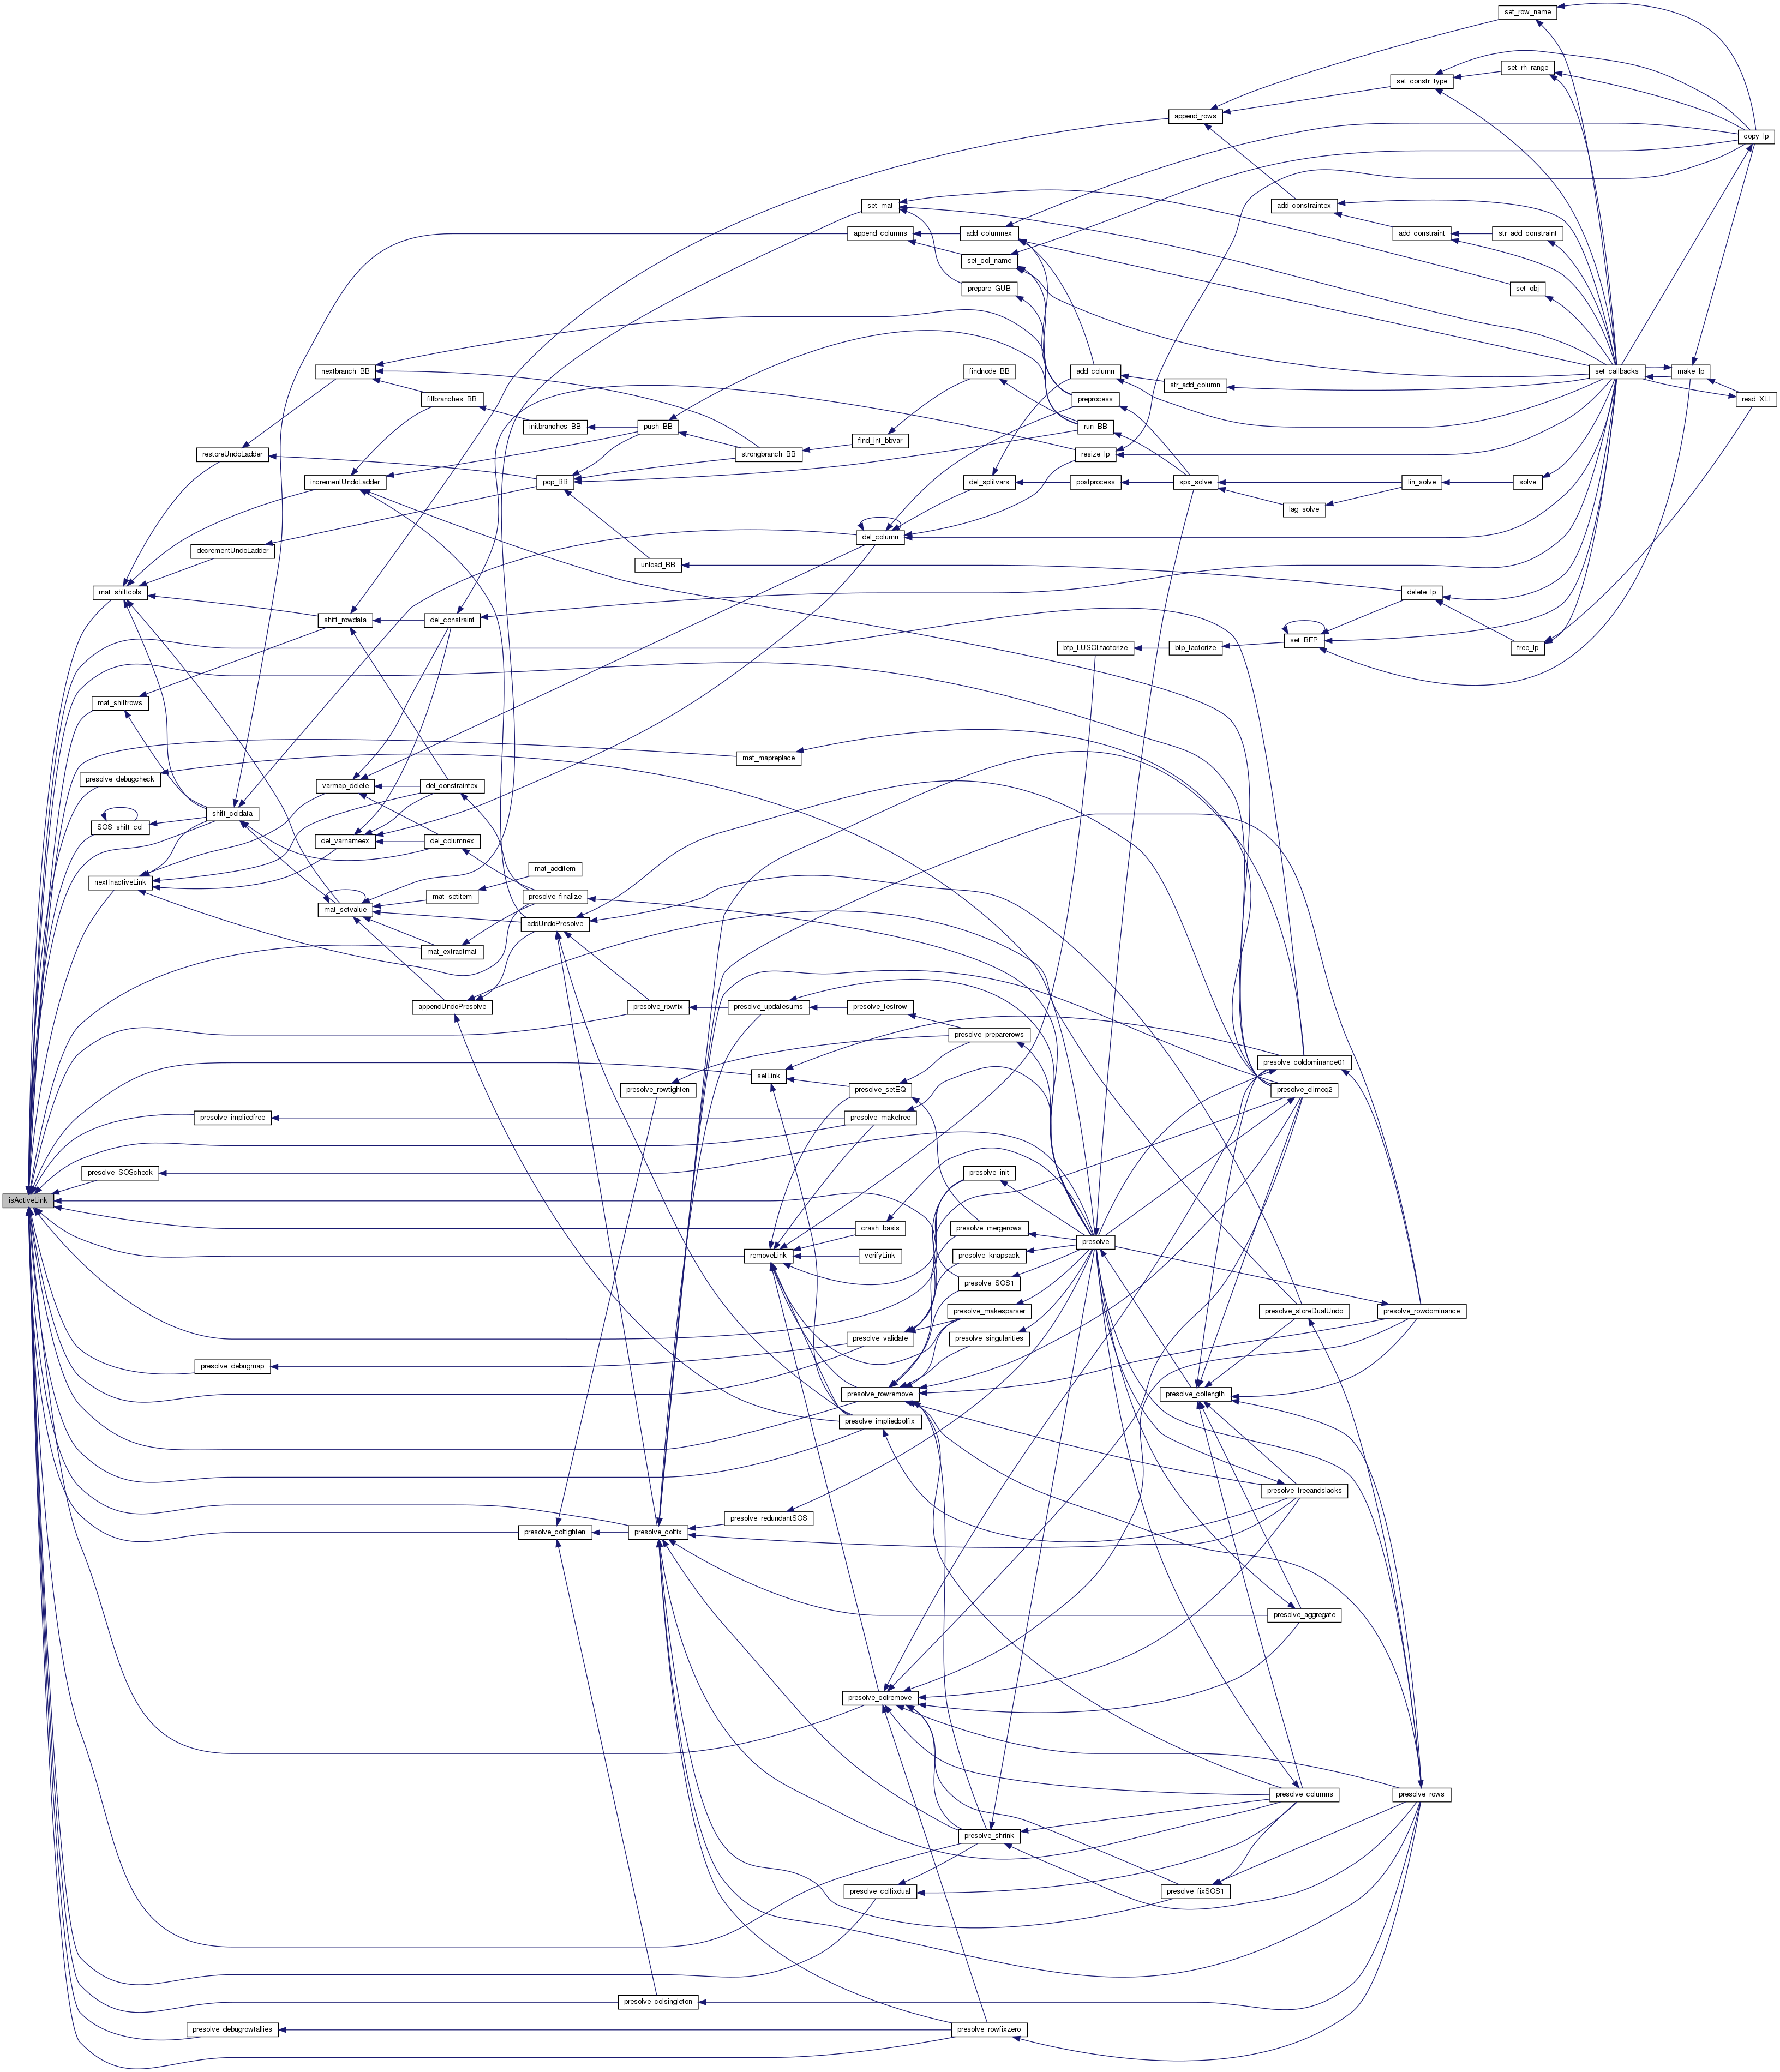 set_row_name
set_rh_range
set_constr_type
append_rows
copy_lp
set_mat
add_constraintex
append_columns
add_columnex
add_constraint
str_add_constraint
set_col_name
prepare_GUB
set_obj
nextbranch_BB
findnode_BB
add_column
set_callbacks
make_lp
str_add_column
fillbranches_BB
preprocess
read_XLI
initbranches_BB
push_BB
run_BB
find_int_bbvar
restoreUndoLadder
strongbranch_BB
resize_lp
incrementUndoLadder
pop_BB
del_splitvars
postprocess
spx_solve
lin_solve
solve
lag_solve
del_column
decrementUndoLadder
unload_BB
mat_shiftcols
delete_lp
shift_rowdata
del_constraint
set_BFP
bfp_LUSOLfactorize
bfp_factorize
free_lp
mat_shiftrows
mat_mapreplace
presolve_debugcheck
varmap_delete
del_constraintex
shift_coldata
SOS_shift_col
del_varnameex
del_columnex
mat_additem
nextInactiveLink
mat_setitem
presolve_finalize
mat_setvalue
addUndoPresolve
mat_extractmat
appendUndoPresolve
presolve_rowfix
presolve_updatesums
presolve_testrow
presolve_preparerows
presolve_coldominance01
setLink
presolve_rowtighten
presolve_setEQ
presolve_elimeq2
presolve_impliedfree
presolve_makefree
presolve_SOScheck
presolve_init
isActiveLink
crash_basis
presolve_mergerows
presolve
removeLink
verifyLink
presolve_knapsack
presolve_SOS1
presolve_makesparser
presolve_storeDualUndo
presolve_rowdominance
presolve_validate
presolve_singularities
presolve_debugmap
presolve_rowremove
presolve_collength
presolve_impliedcolfix
presolve_freeandslacks
presolve_redundantSOS
presolve_coltighten
presolve_colfix
presolve_aggregate
presolve_colremove
presolve_columns
presolve_rows
presolve_shrink
presolve_colfixdual
presolve_fixSOS1
presolve_colsingleton
presolve_debugrowtallies
presolve_rowfixzero